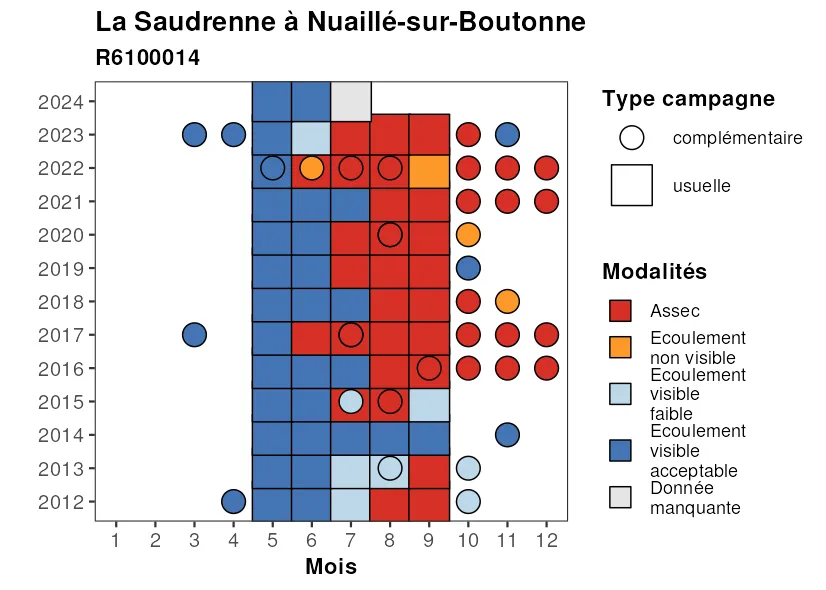 La Saudrenne à Nuaillé-sur-Boutonne
R6100014
2024
2023
2022
2021
2020
2019
2018
2017
2016
2015
2014
2013
2012
1 2 3 4 5 6 7 8 9 10 11 12
Mois
Type campagne
complémentaire
usuelle
Modalités
Assec
Ecoulement
non visible
Ecoulement
visible
faible
Ecoulement
visible
acceptable
Donnée
manquante